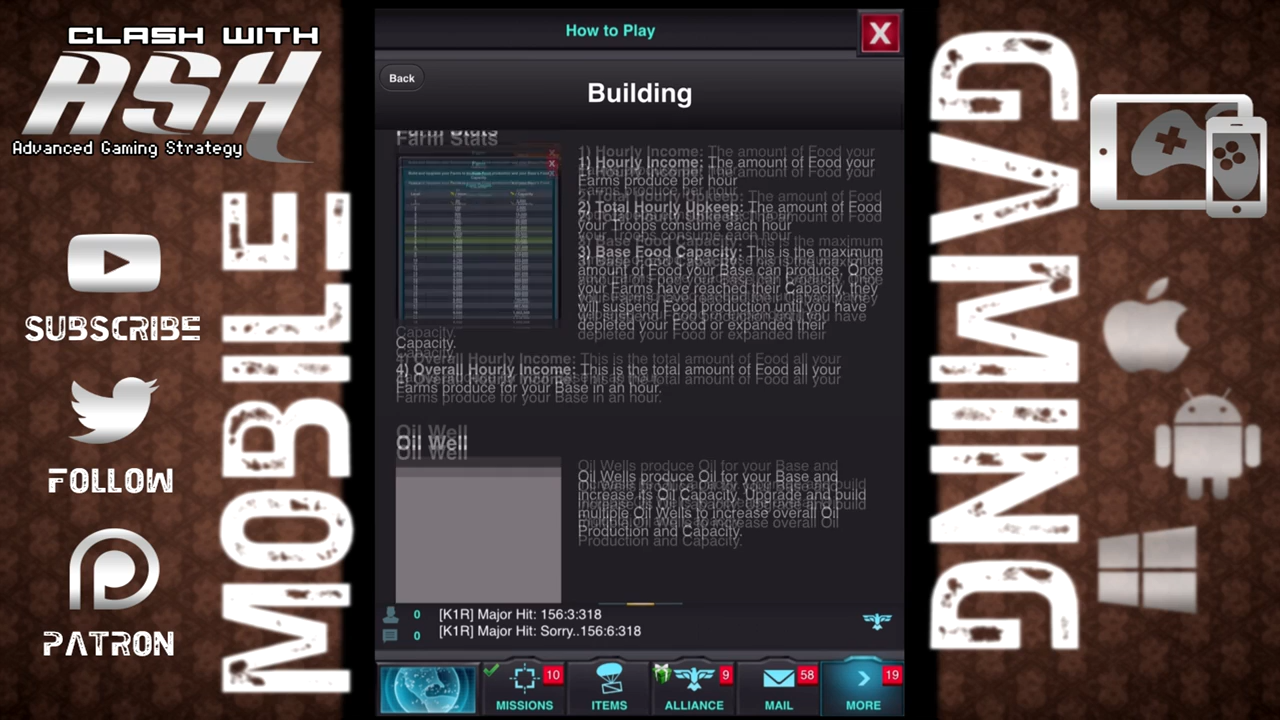 CLASH WITH
ASH
Advanced Gaming Strategy
SUBSCRIBE
FOLLOW
PATRON
MOBILE
How to Play
X
Back
Building
Farm Stats
1) Hourly Income: The amount of Food your
Farms produce per hour
2) Total Hourly Upkeep: The amount of Food
your Troops consume each hour
3) Base Food Capacity: This is the maximum
amount of Food your Base can produce. Once
your Farms have reached their Capacity, they
will suspend Food production until you have
depleted your Food or expanded their
Capacity.
4) Overall Hourly Income: This is the total amount of Food all your
Farms produce for your Base in an hour.
Oil Well
Oil Wells produce Oil for your Base and
increase its Oil Capacity. Upgrade and build
multiple Oil Wells to increase overall Oil
Production and Capacity.
0 [K1R] Major Hit: 156:3:318
0 [K1R] Major Hit: Sorry..156:6:318
10
9
58
19
MISSIONS
ITEMS
ALLIANCE
MAIL
MORE
GAMING